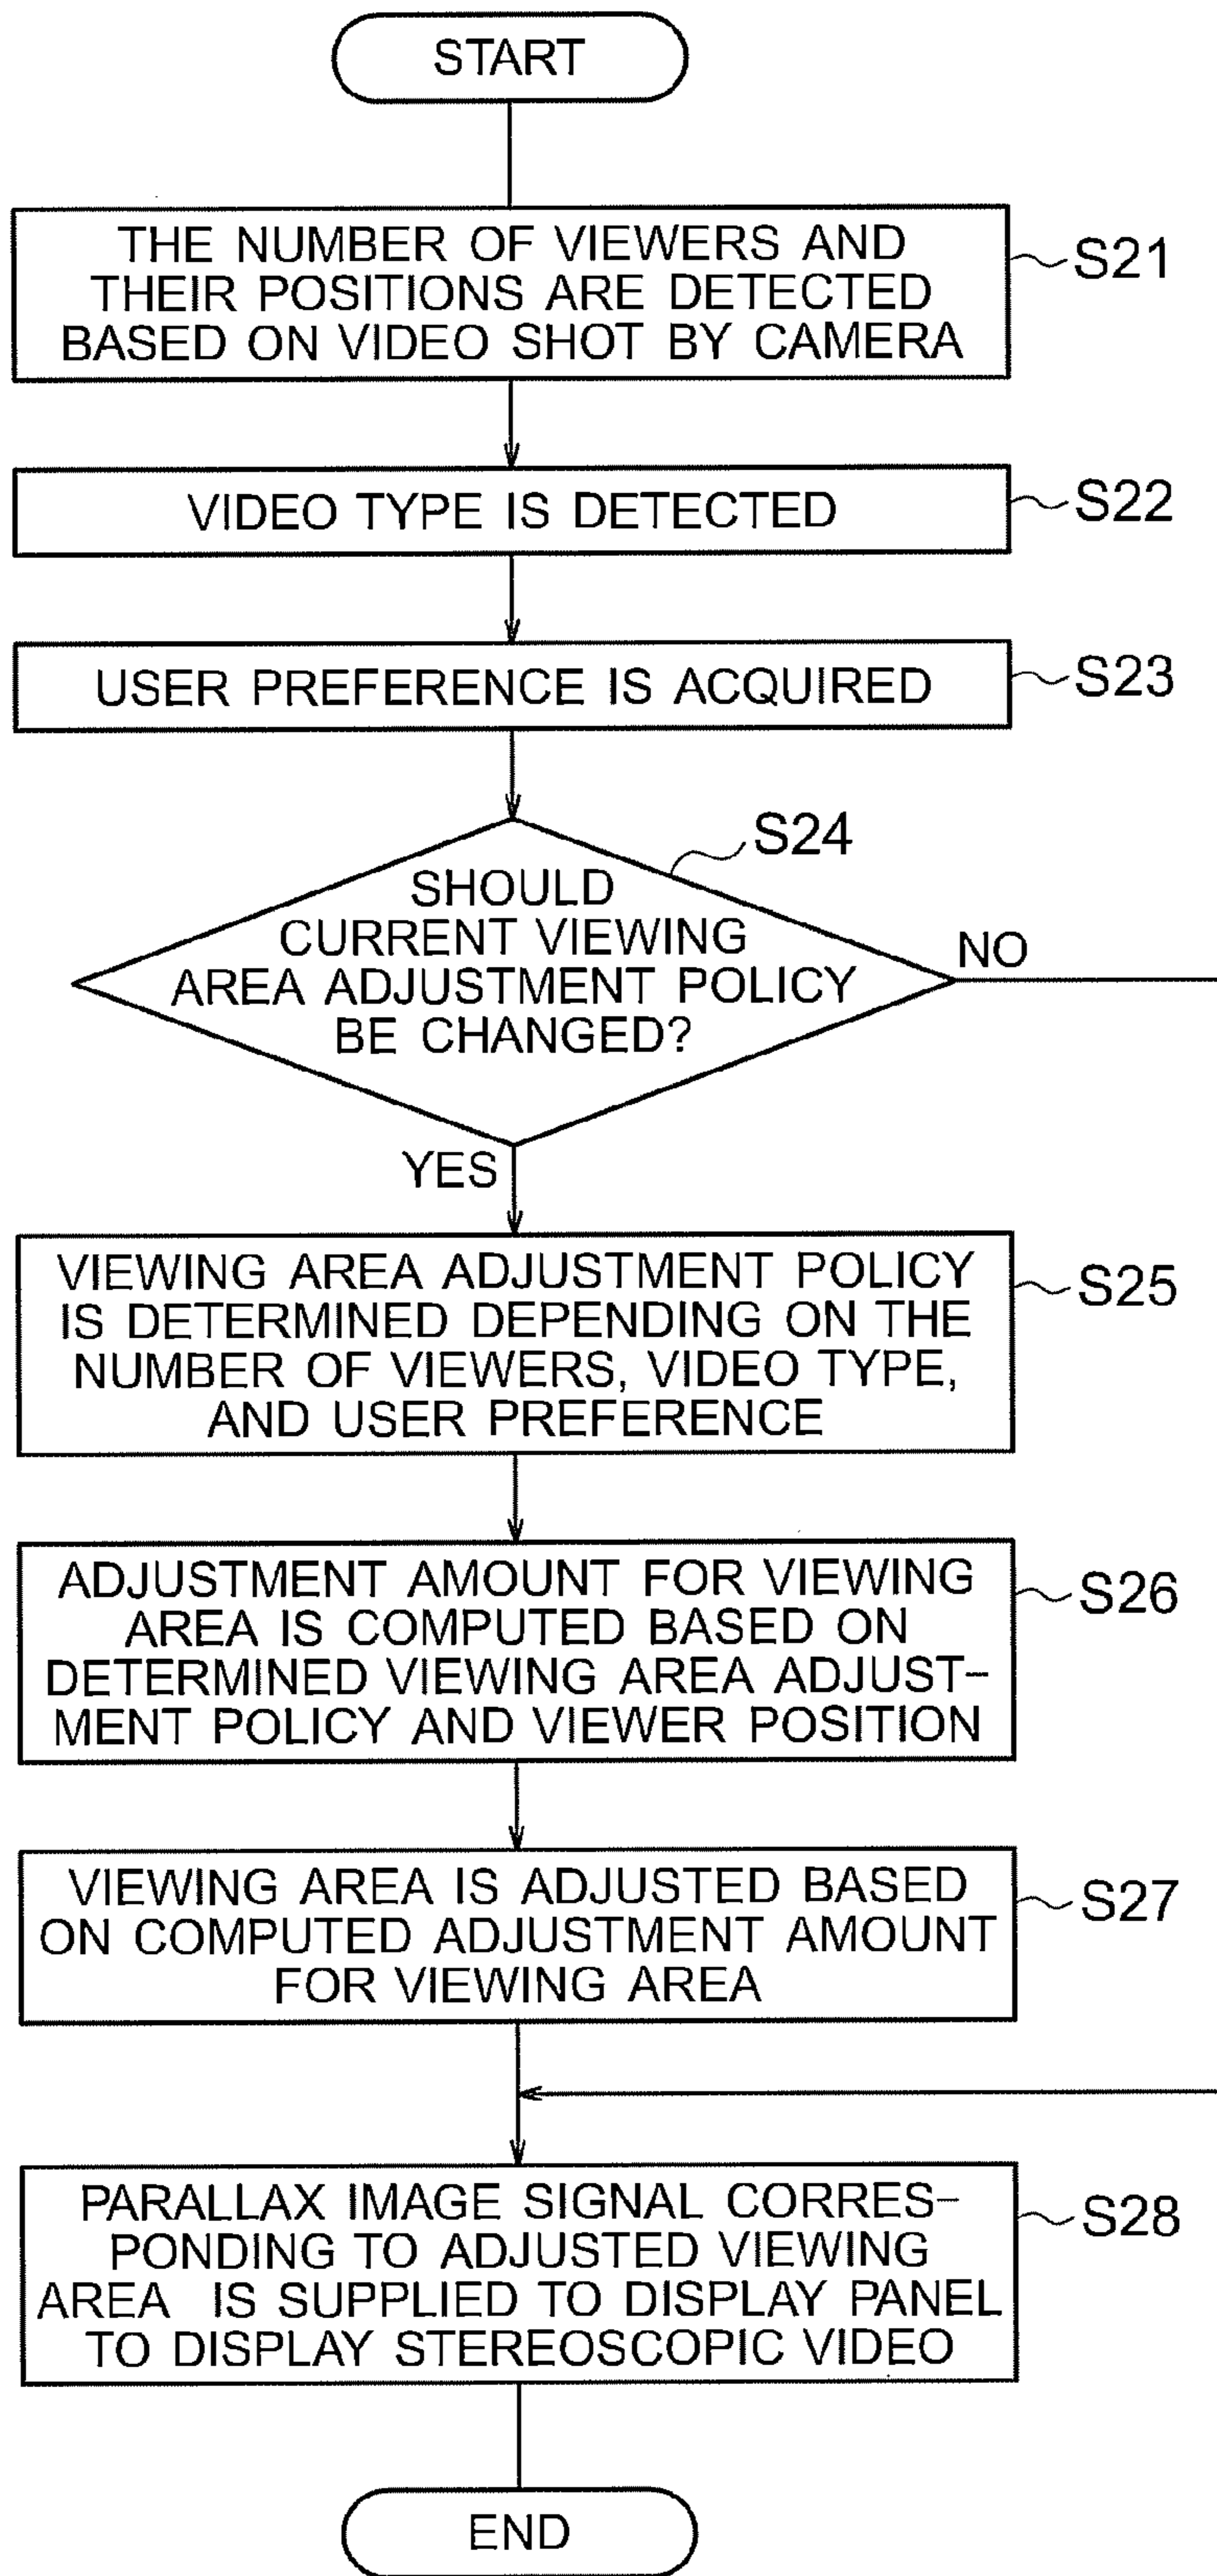 START
THE NUMBER OF VIEWERS AND
THEIR POSITIONS ARE DETECTED
BASED ON VIDEO SHOT BY CAMERA
S21
VIDEO TYPE IS DETECTED
S22
USER PREFERENCE IS ACQUIRED
S23
S24
SHOULD
CURRENT VIEWING
AREA ADJUSTMENT POLICY
BE CHANGED?
NO
YES
VIEWING AREA ADJUSTMENT POLICY
IS DETERMINED DEPENDING ON THE
NUMBER OF VIEWERS, VIDEO TYPE,
AND USER PREFERENCE
S25
ADJUSTMENT AMOUNT FOR VIEWING
AREA IS COMPUTED BASED ON
DETERMINED VIEWING AREA ADJUST-
MENT POLICY AND VIEWER POSITION
S26
VIEWING AREA IS ADJUSTED BASED
ON COMPUTED ADJUSTMENT AMOUNT
FOR VIEWING AREA
S27
PARALLAX IMAGE SIGNAL CORRES-
PONDING TO ADJUSTED VIEWING
AREA IS SUPPLIED TO DISPLAY PANEL
TO DISPLAY STEREOSCOPIC VIDEO
S28
END